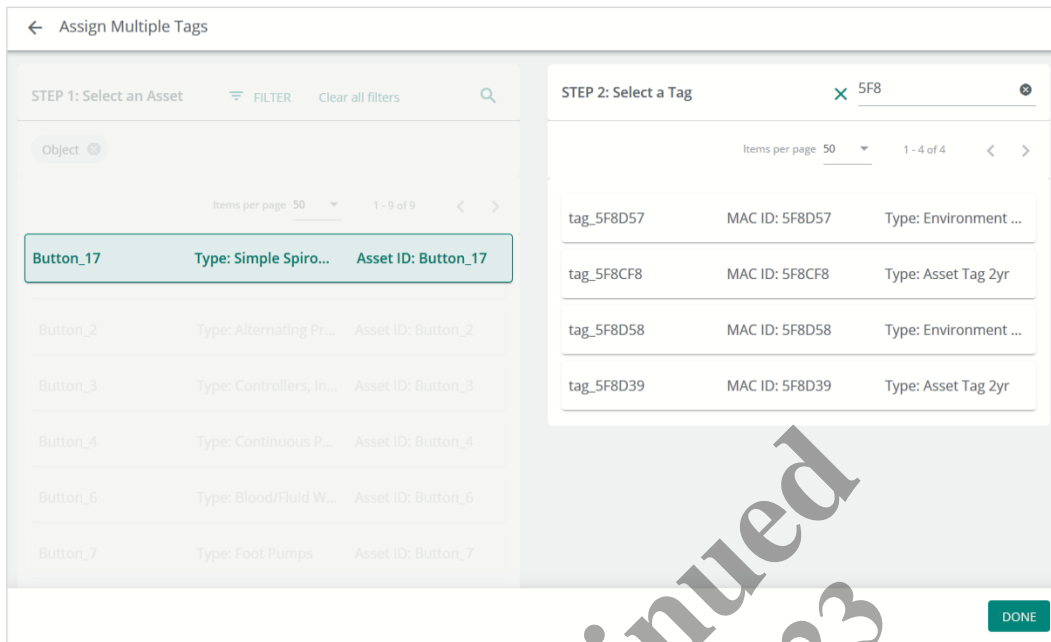 Assign Multiple Tags
STEP 1: Select an Asset FILTER Clear all filters
Object
Items per page 50 1 - 9 of 9
Button_17 Type: Simple Spiro... Asset ID: Button_17
Button_2 Type: Alternating Pr... Asset ID: Button_2
Button_3 Type: Controllers, In... Asset ID: Button_3
Button_4 Type: Continuous P... Asset ID: Button_4
Button_6 Type: Blood/Fluid W... Asset ID: Button_6
Button_7 Type: Foot Pumps Asset ID: Button_7
STEP 2: Select a Tag 5F8
Items per page 50 1 - 4 of 4
tag_5F8D57 MAC ID: 5F8D57 Type: Environment ...
tag_5F8CF8 MAC ID: 5F8CF8 Type: Asset Tag 2yr
tag_5F8D58 MAC ID: 5F8D58 Type: Environment ...
tag_5F8D39 MAC ID: 5F8D39 Type: Asset Tag 2yr
DONE